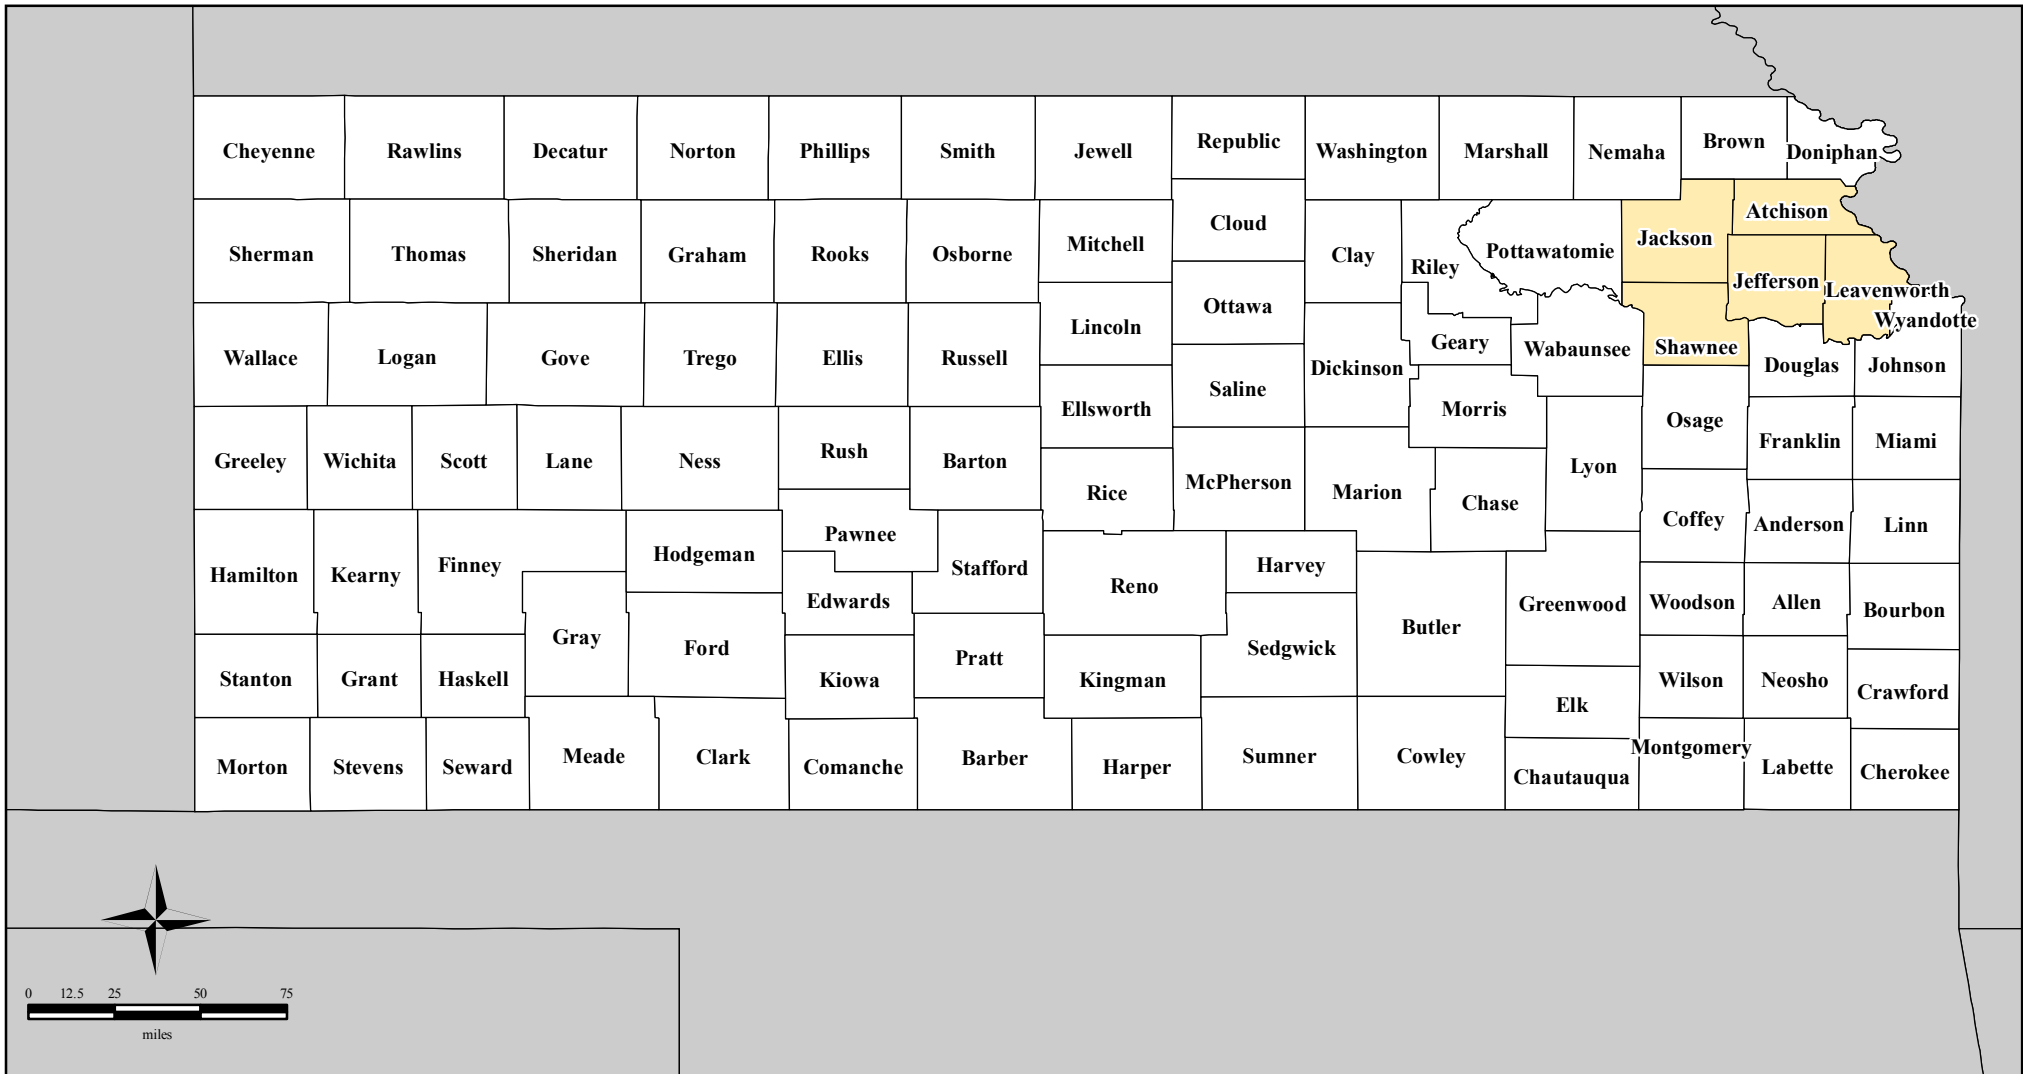 Cheyenne
Rawlins
Decatur
Norton
Phillips
Smith
Jewell
Republic
Washington
Marshall
Nemaha
Brown
Doniphan
Sherman
Thomas
Sheridan
Graham
Rooks
Osborne
Mitchell
Cloud
Clay
Riley
Pottawatomie
Jackson
Atchison
Jefferson
Leavenworth
Wyandotte
Wallace
Logan
Gove
Trego
Ellis
Russell
Lincoln
Ottawa
Dickinson
Geary
Wabaunsee
Shawnee
Douglas
Johnson
Greeley
Wichita
Scott
Lane
Ness
Rush
Barton
Ellsworth
Saline
Morris
Osage
Franklin
Miami
Rice
McPherson
Marion
Chase
Lyon
Coffey
Anderson
Linn
Hamilton
Kearny
Finney
Hodgeman
Pawnee
Stafford
Edwards
Reno
Harvey
Butler
Greenwood
Woodson
Allen
Bourbon
Stanton
Grant
Haskell
Gray
Ford
Kiowa
Pratt
Kingman
Sedgwick
Elk
Wilson
Neosho
Crawford
Morton
Stevens
Seward
Meade
Clark
Comanche
Barber
Harper
Sumner
Cowley
Chautauqua
Montgomery
Labette
Cherokee
0 12.5 25 50 75
miles